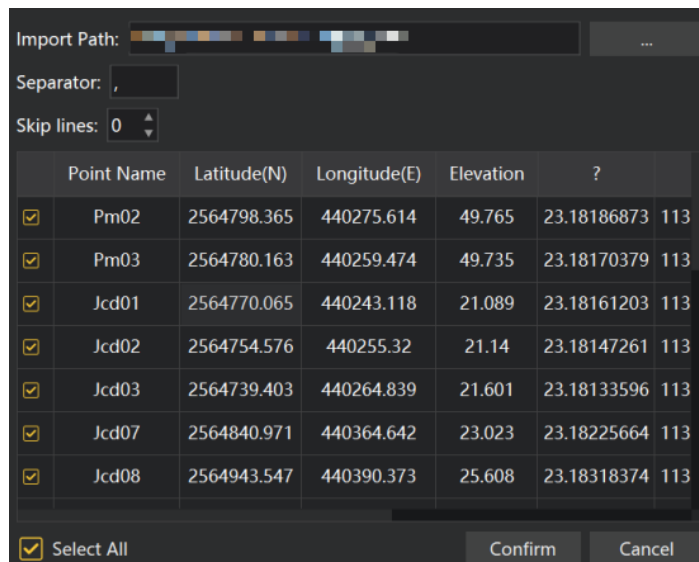 Import Path: ...
Separator: ,
Skip lines: 0
Point Name Latitude(N) Longitude(E) Elevation ?
Pm02 2564798.365 440275.614 49.765 23.18186873 113
Pm03 2564780.163 440259.474 49.735 23.18170379 113
Jcd01 2564770.065 440243.118 21.089 23.18161203 113
Jcd02 2564754.576 440255.32 21.14 23.18147261 113
Jcd03 2564739.403 440264.839 21.601 23.18133596 113
Jcd07 2564840.971 440364.642 23.023 23.18225664 113
Jcd08 2564943.547 440390.373 25.608 23.18318374 113
Select All Confirm Cancel